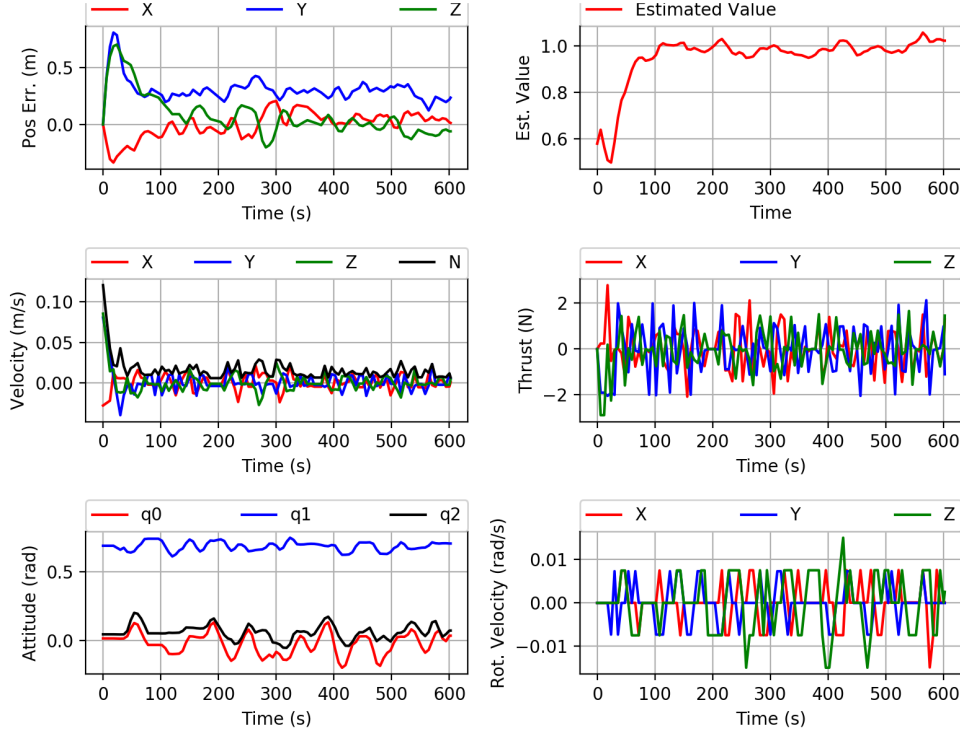 X Y Z
Pos Err. (m)
0.5
0.0
0 100 200 300 400 500 600
Time (s)
Estimated Value
Est. Value
1.0
0.8
0.6
0 100 200 300 400 500 600
Time
X Y Z N
Velocity (m/s)
0.10
0.05
0.00
0 100 200 300 400 500 600
Time (s)
X Y Z
Thrust (N)
2
0
−2
0 100 200 300 400 500 600
Time (s)
q0 q1 q2
Attitude (rad)
0.5
0.0
0 100 200 300 400 500 600
Time (s)
X Y Z
Rot. Velocity (rad/s)
0.01
0.00
−0.01
0 100 200 300 400 500 600
Time (s)